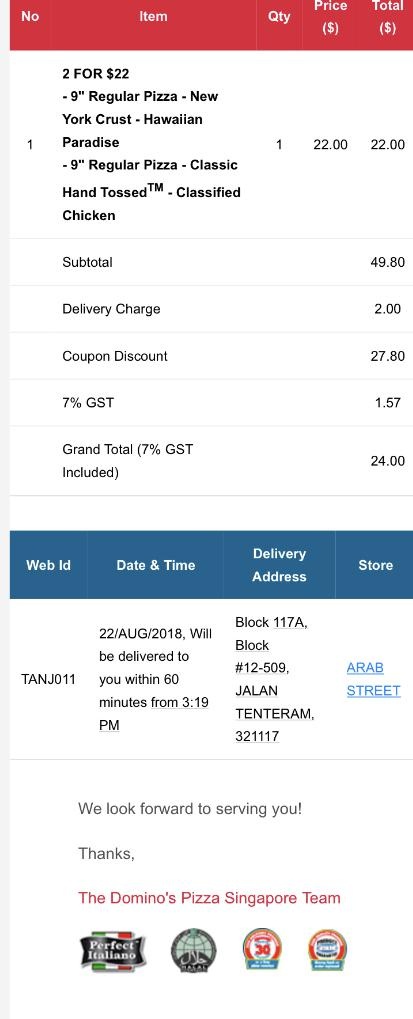 No Item Qty Price ($) Total ($)
2 FOR $22
- 9" Regular Pizza - New
York Crust - Hawaiian
Paradise
1 1 22.00 22.00
- 9" Regular Pizza - Classic
Hand Tossed™ - Classified
Chicken
Subtotal 49.80
Delivery Charge 2.00
Coupon Discount 27.80
7% GST 1.57
Grand Total (7% GST
Included) 24.00
Web Id Date & Time Delivery Address Store
TANJ011
22/AUG/2018, Will
be delivered to
you within 60
minutes from 3:19
PM
Block 117A,
Block
#12-509,
JALAN
TENTERAM,
321117
ARAB
STREET
We look forward to serving you!
Thanks,
The Domino's Pizza Singapore Team
Perfect
Italiano
HALAL
30